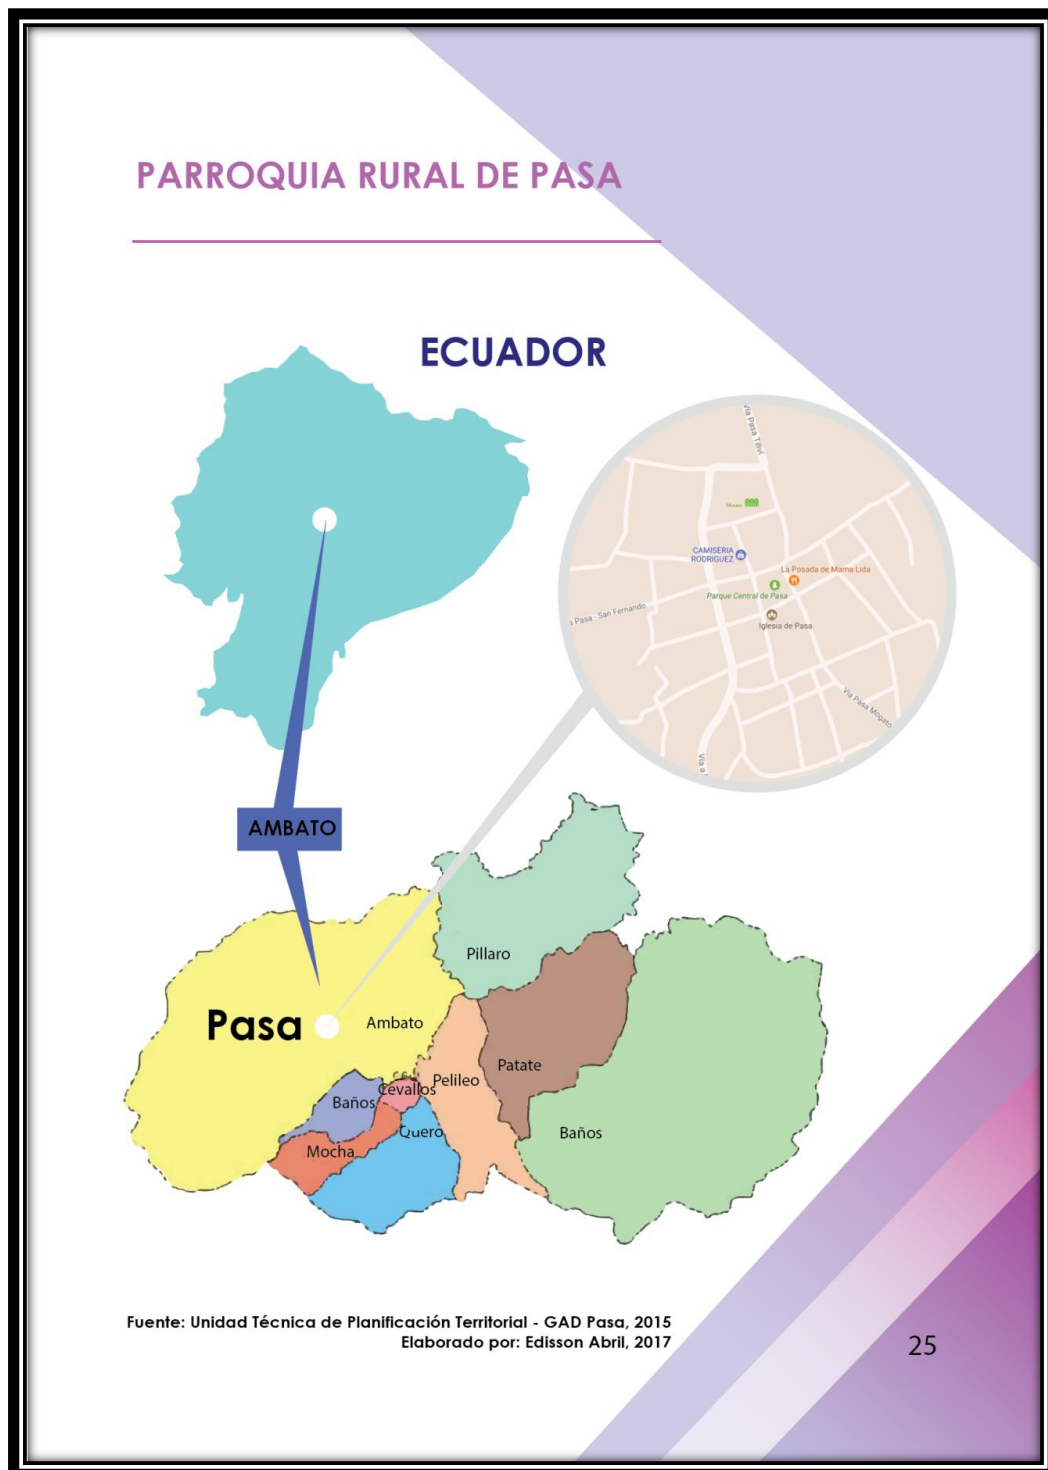 PARROQUIA RURAL DE PASA
ECUADOR
Vía Pasa Tilivi
Museo
CAMISERIA
RODRIGUEZ
La Posada de Mama Lida
Parque Central de Pasa
Pasa - San Fernando
Iglesia de Pasa
Vía Pasa Mogato
Vía a
AMBATO
Pillaro
Pasa
Ambato
Patate
Pelileo
Cevallos
Baños
Quero
Baños
Mocha
Fuente: Unidad Técnica de Planificación Territorial - GAD Pasa, 2015
Elaborado por: Edisson Abril, 2017
25